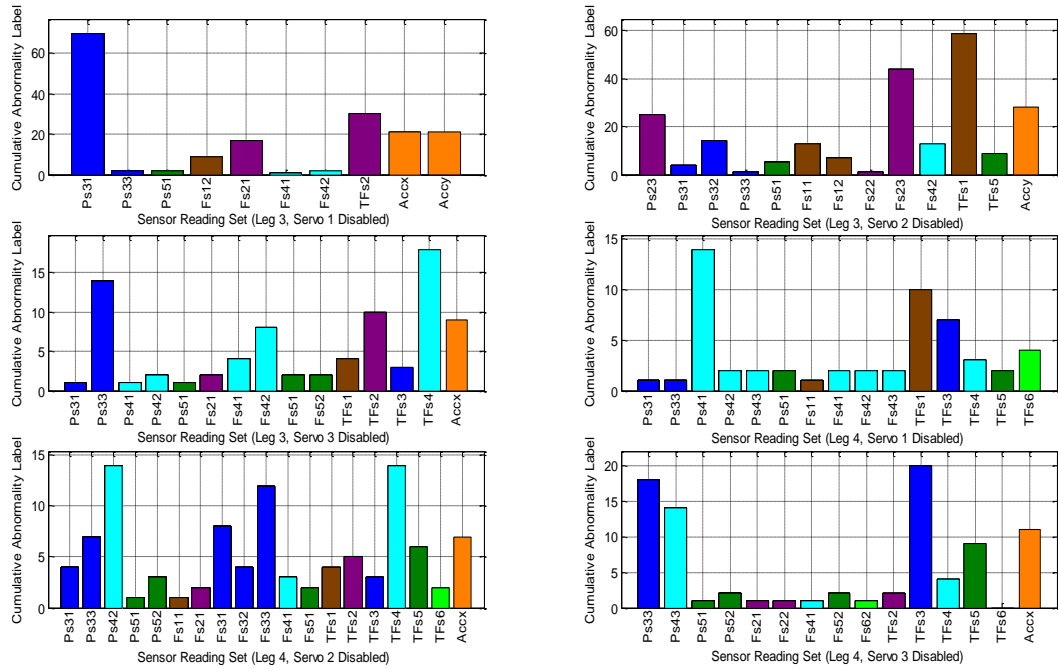 Cumulative Abnormality Label
60
40
20
0
Ps31
Ps33
Ps51
Fs12
Fs21
Fs41
Fs42
TFs2
Accx
Accy
Sensor Reading Set (Leg 3, Servo 1 Disabled)
Cumulative Abnormality Label
60
40
20
0
Ps23
Ps31
Ps32
Ps33
Ps51
Fs11
Fs12
Fs22
Fs23
Fs42
TFs1
TFs5
Accy
Sensor Reading Set (Leg 3, Servo 2 Disabled)
Cumulative Abnormality Label
15
10
5
0
Ps31
Ps33
Ps41
Ps42
Ps51
Fs21
Fs41
Fs42
Fs51
Fs52
TFs1
TFs2
TFs3
TFs4
Accx
Sensor Reading Set (Leg 3, Servo 3 Disabled)
Cumulative Abnormality Label
15
10
5
0
Ps31
Ps33
Ps41
Ps42
Ps43
Ps51
Fs11
Fs41
Fs42
Fs43
TFs1
TFs3
TFs4
TFs5
TFs6
Sensor Reading Set (Leg 4, Servo 1 Disabled)
Cumulative Abnormality Label
15
10
5
0
Ps31
Ps33
Ps42
Ps51
Ps52
Fs11
Fs21
Fs31
Fs32
Fs33
Fs41
Fs51
TFs1
TFs2
TFs3
TFs4
TFs5
TFs6
Accx
Sensor Reading Set (Leg 4, Servo 2 Disabled)
Cumulative Abnormality Label
20
15
10
5
0
Ps33
Ps43
Ps51
Ps52
Fs21
Fs22
Fs41
Fs52
Fs62
TFs2
TFs3
TFs4
TFs5
TFs6
Accx
Sensor Reading Set (Leg 4, Servo 3 Disabled)